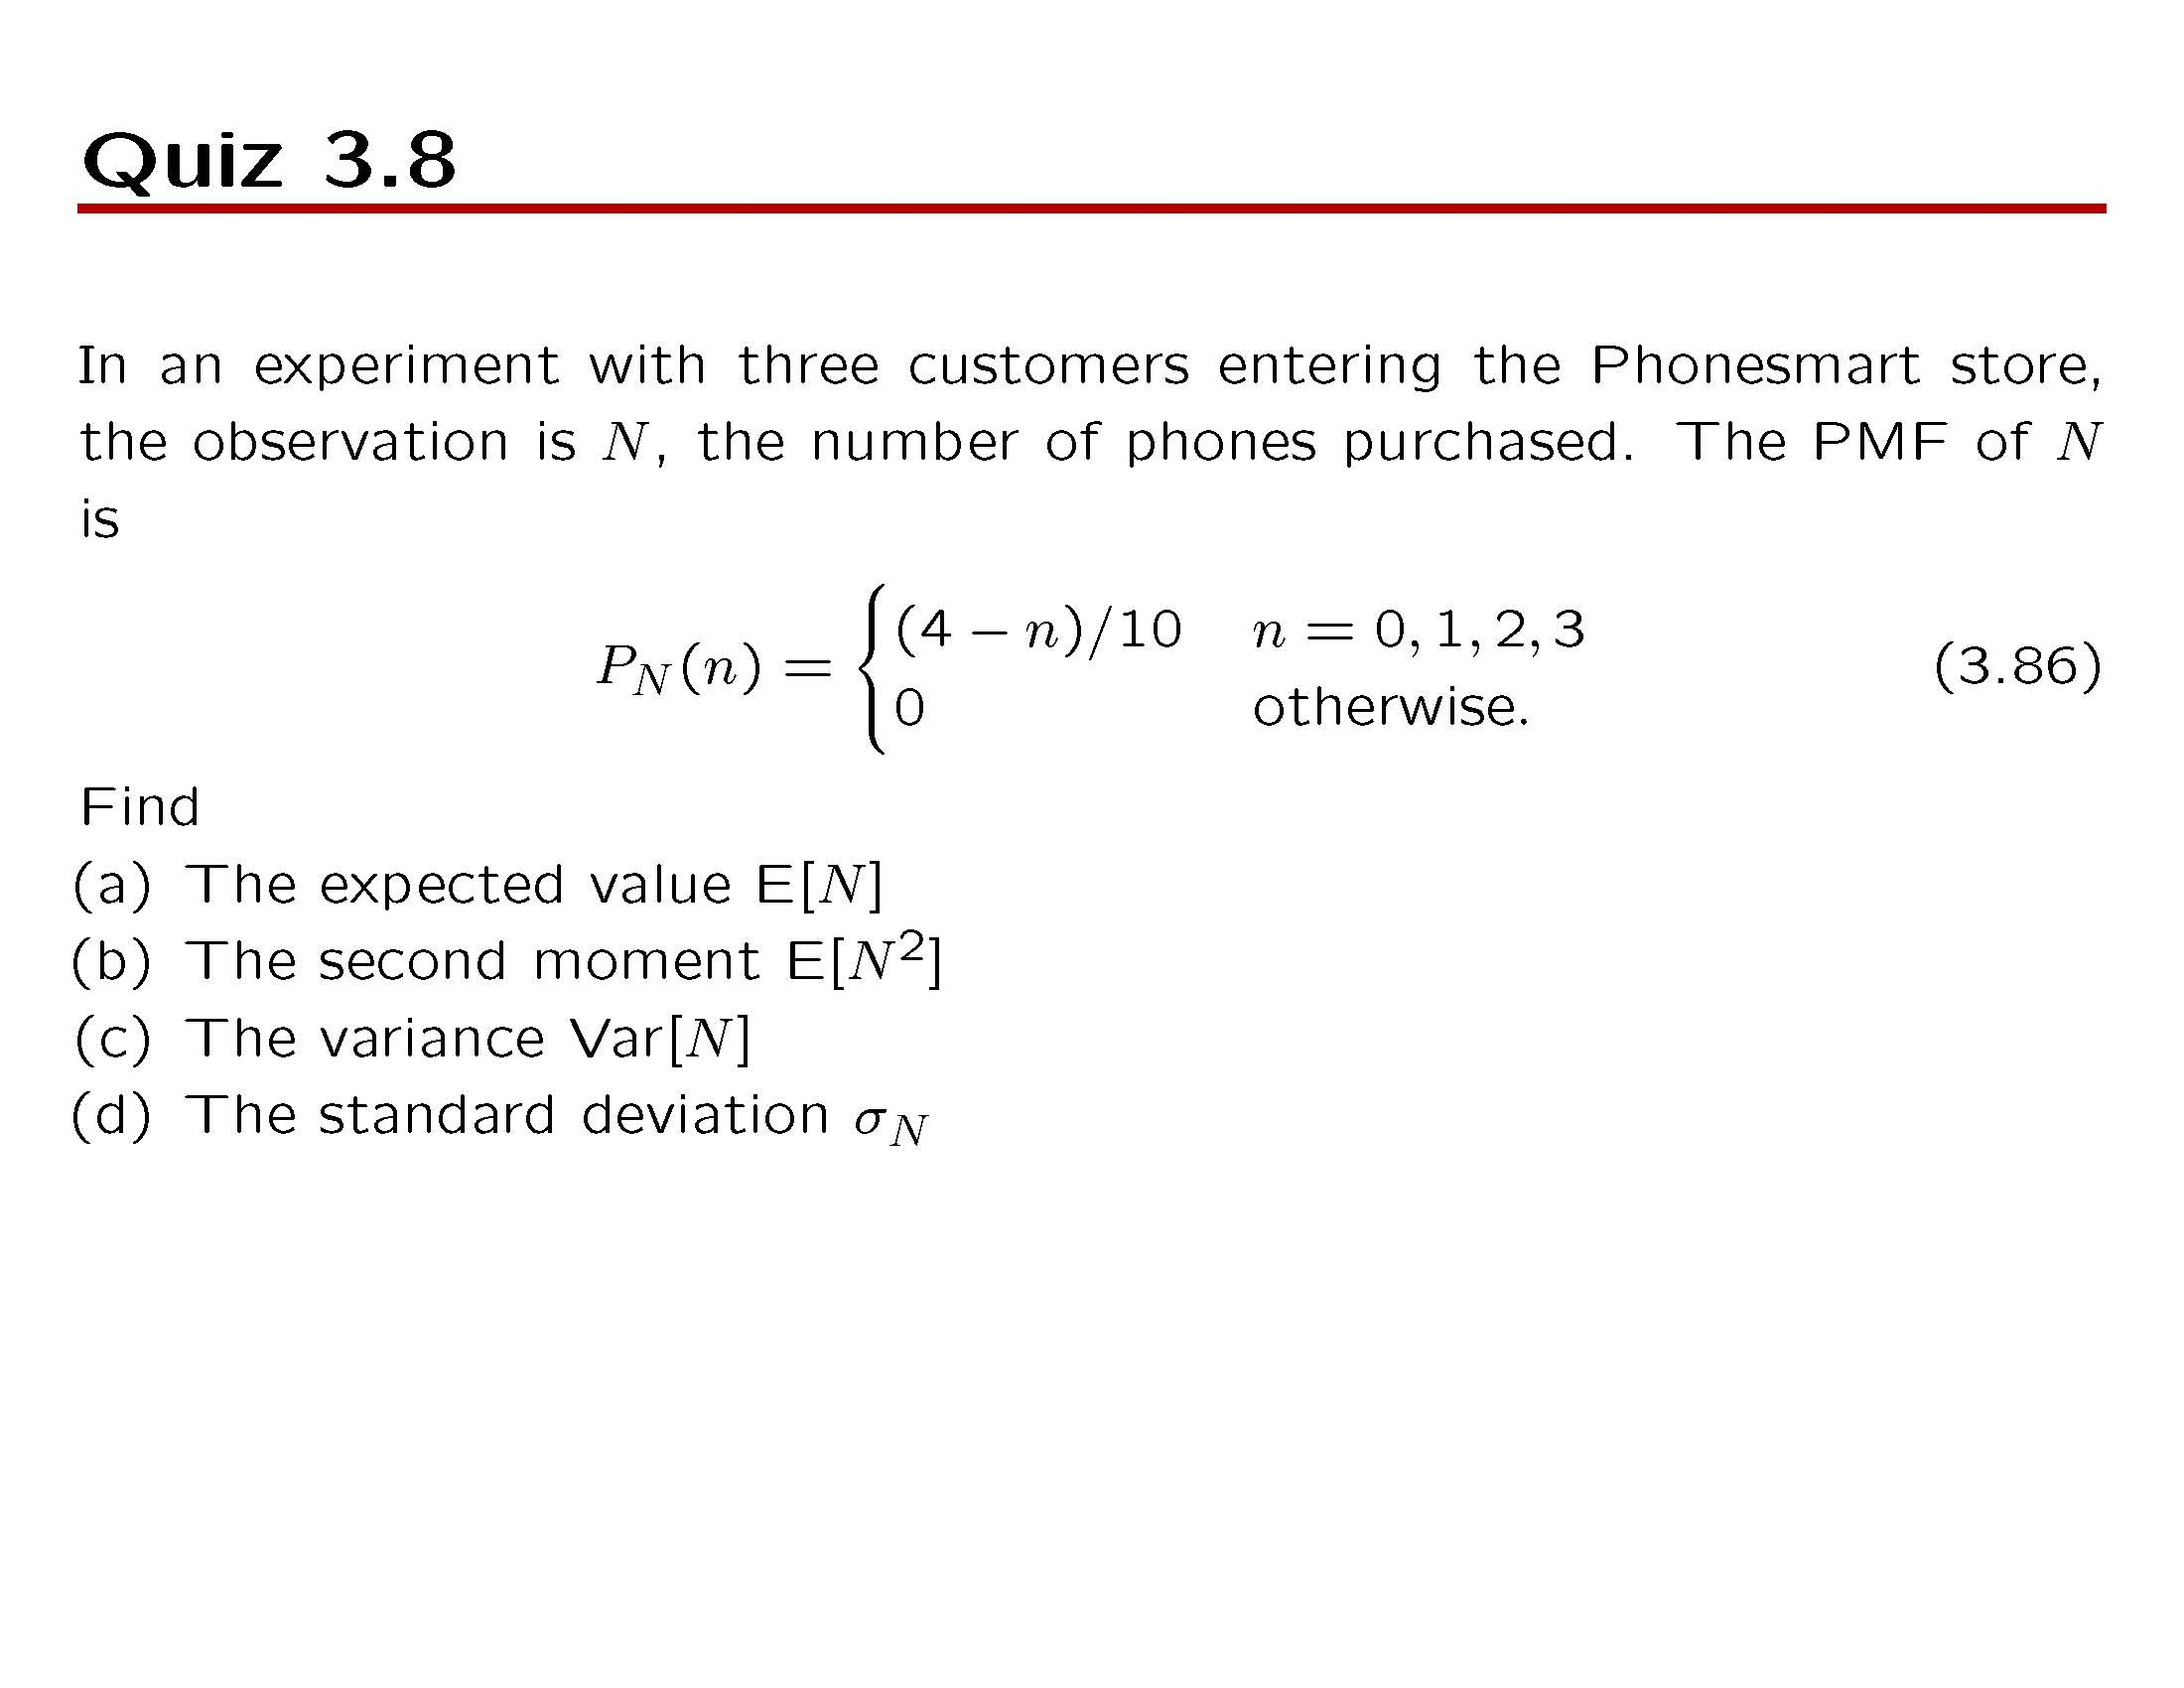 Quiz 3.8
In an experiment with three customers entering the Phonesmart store,
the observation is N, the number of phones purchased. The PMF of N
is
P_N(n) = { (4 − n)/10 n = 0, 1, 2, 3
0 otherwise. (3.86)
Find
(a) The expected value E[N]
(b) The second moment E[N²]
(c) The variance Var[N]
(d) The standard deviation σ_N